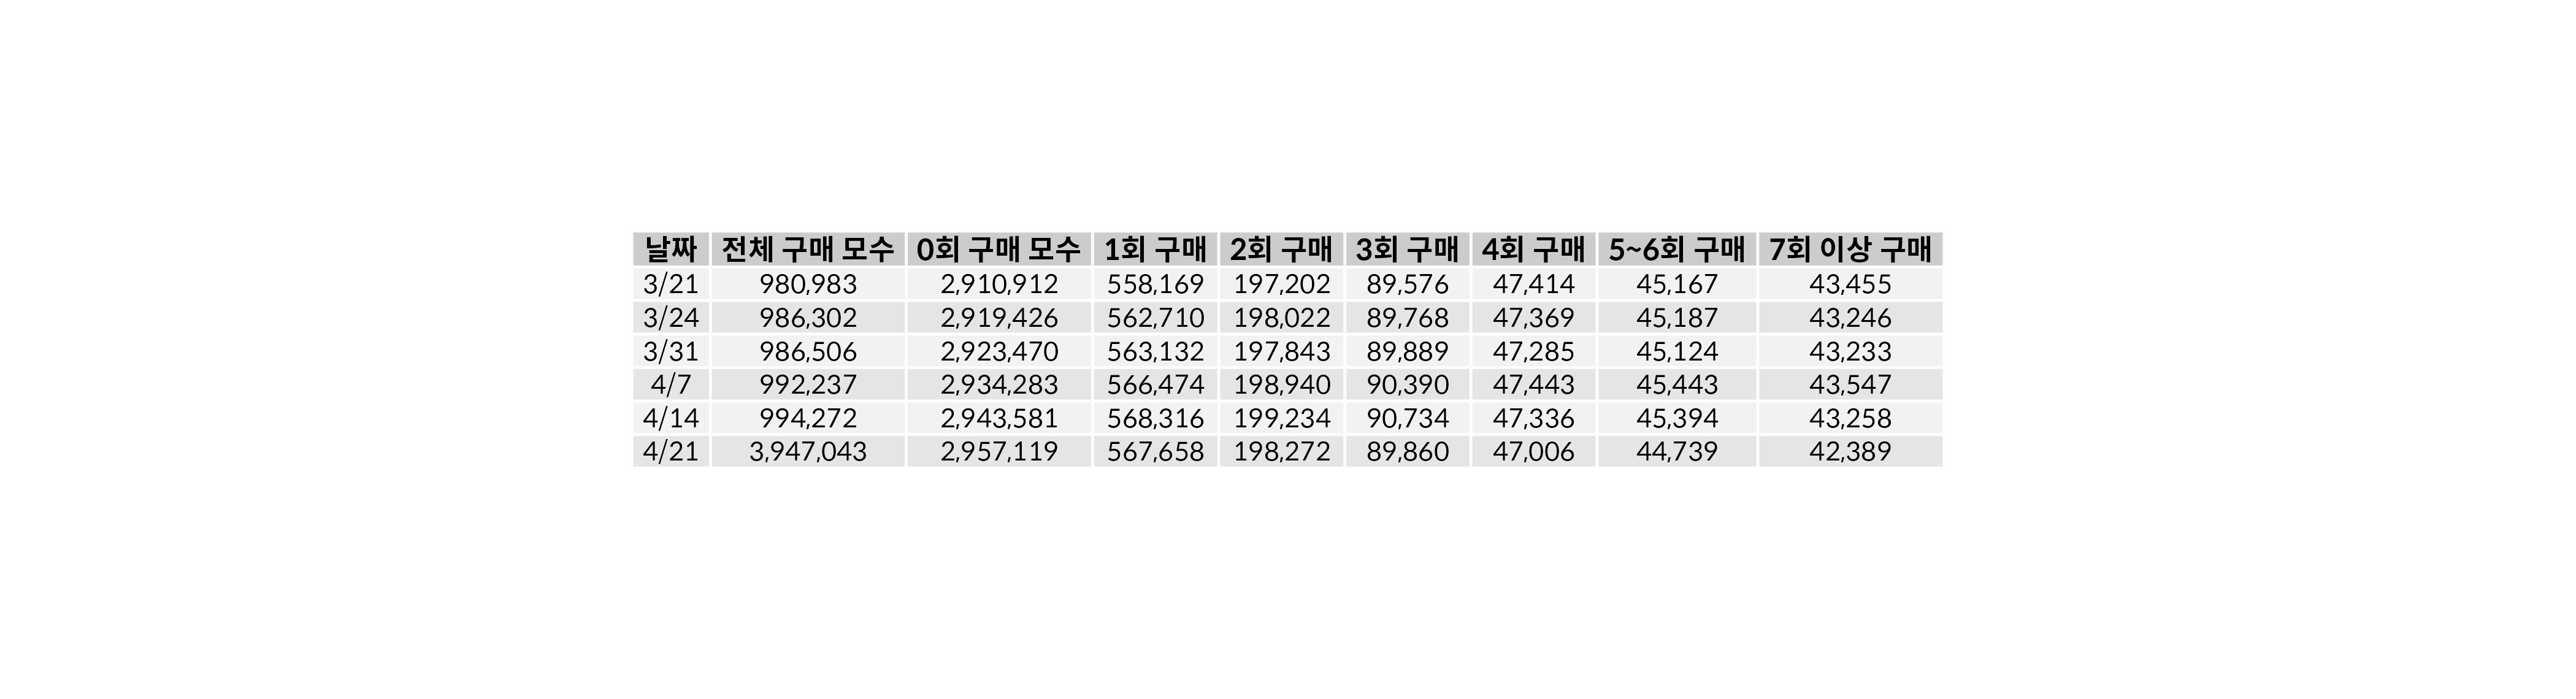 날짜 전체 구매 모수 0회 구매 모수 1회 구매 2회 구매 3회 구매 4회 구매 5~6회 구매 7회 이상 구매
3/21 980,983 2,910,912 558,169 197,202 89,576 47,414 45,167 43,455
3/24 986,302 2,919,426 562,710 198,022 89,768 47,369 45,187 43,246
3/31 986,506 2,923,470 563,132 197,843 89,889 47,285 45,124 43,233
4/7 992,237 2,934,283 566,474 198,940 90,390 47,443 45,443 43,547
4/14 994,272 2,943,581 568,316 199,234 90,734 47,336 45,394 43,258
4/21 3,947,043 2,957,119 567,658 198,272 89,860 47,006 44,739 42,389